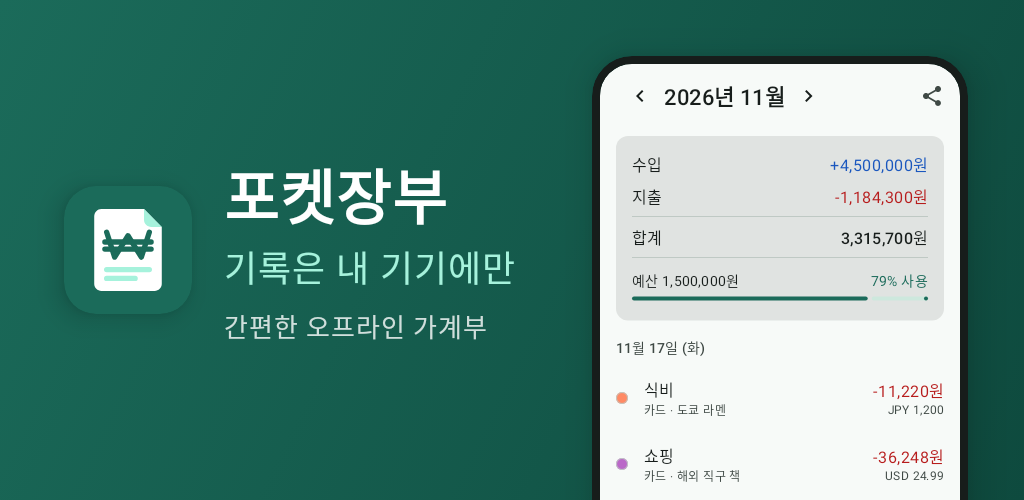 포켓장부
기록은 내 기기에만
간편한 오프라인 가계부
2026년 11월
수입 +4,500,000원
지출 -1,184,300원
합계 3,315,700원
예산 1,500,000원 79% 사용
11월 17일 (화)
식비 -11,220원
카드 · 도쿄 라멘 JPY 1,200
쇼핑 -36,248원
카드 · 해외 직구 책 USD 24.99